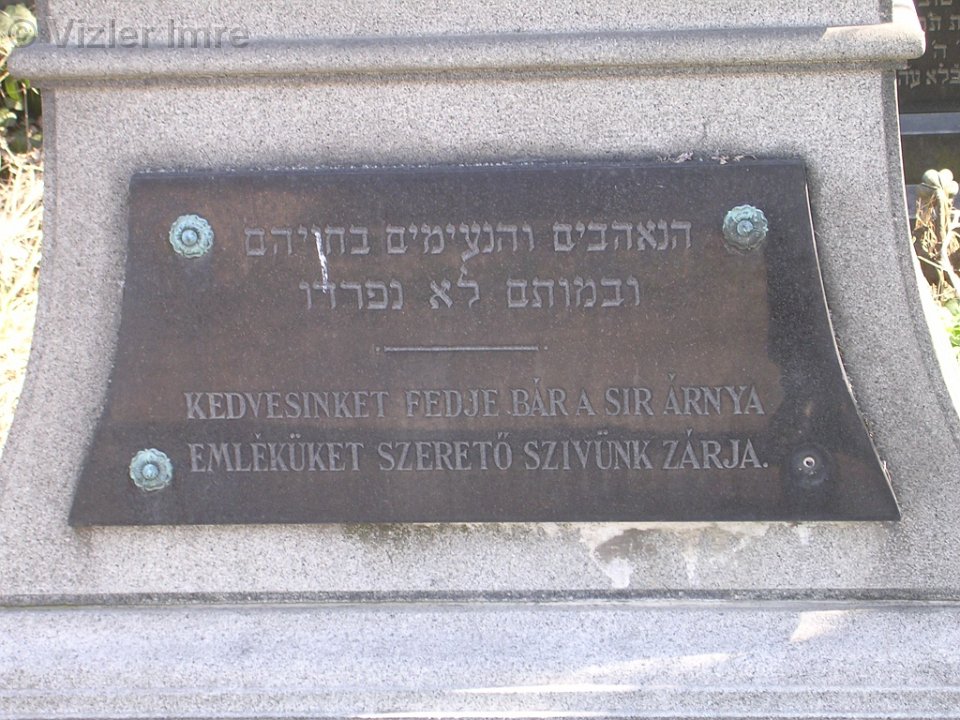 © Vizler Imre
הנאהבים והנעימים בחייהם
ובמותם לא נפרדו
KEDVESINKET FEDJE BÁR A SIR ÁRNYA
EMLÉKÜKET SZERETŐ SZIVÜNK ZÁRJA.